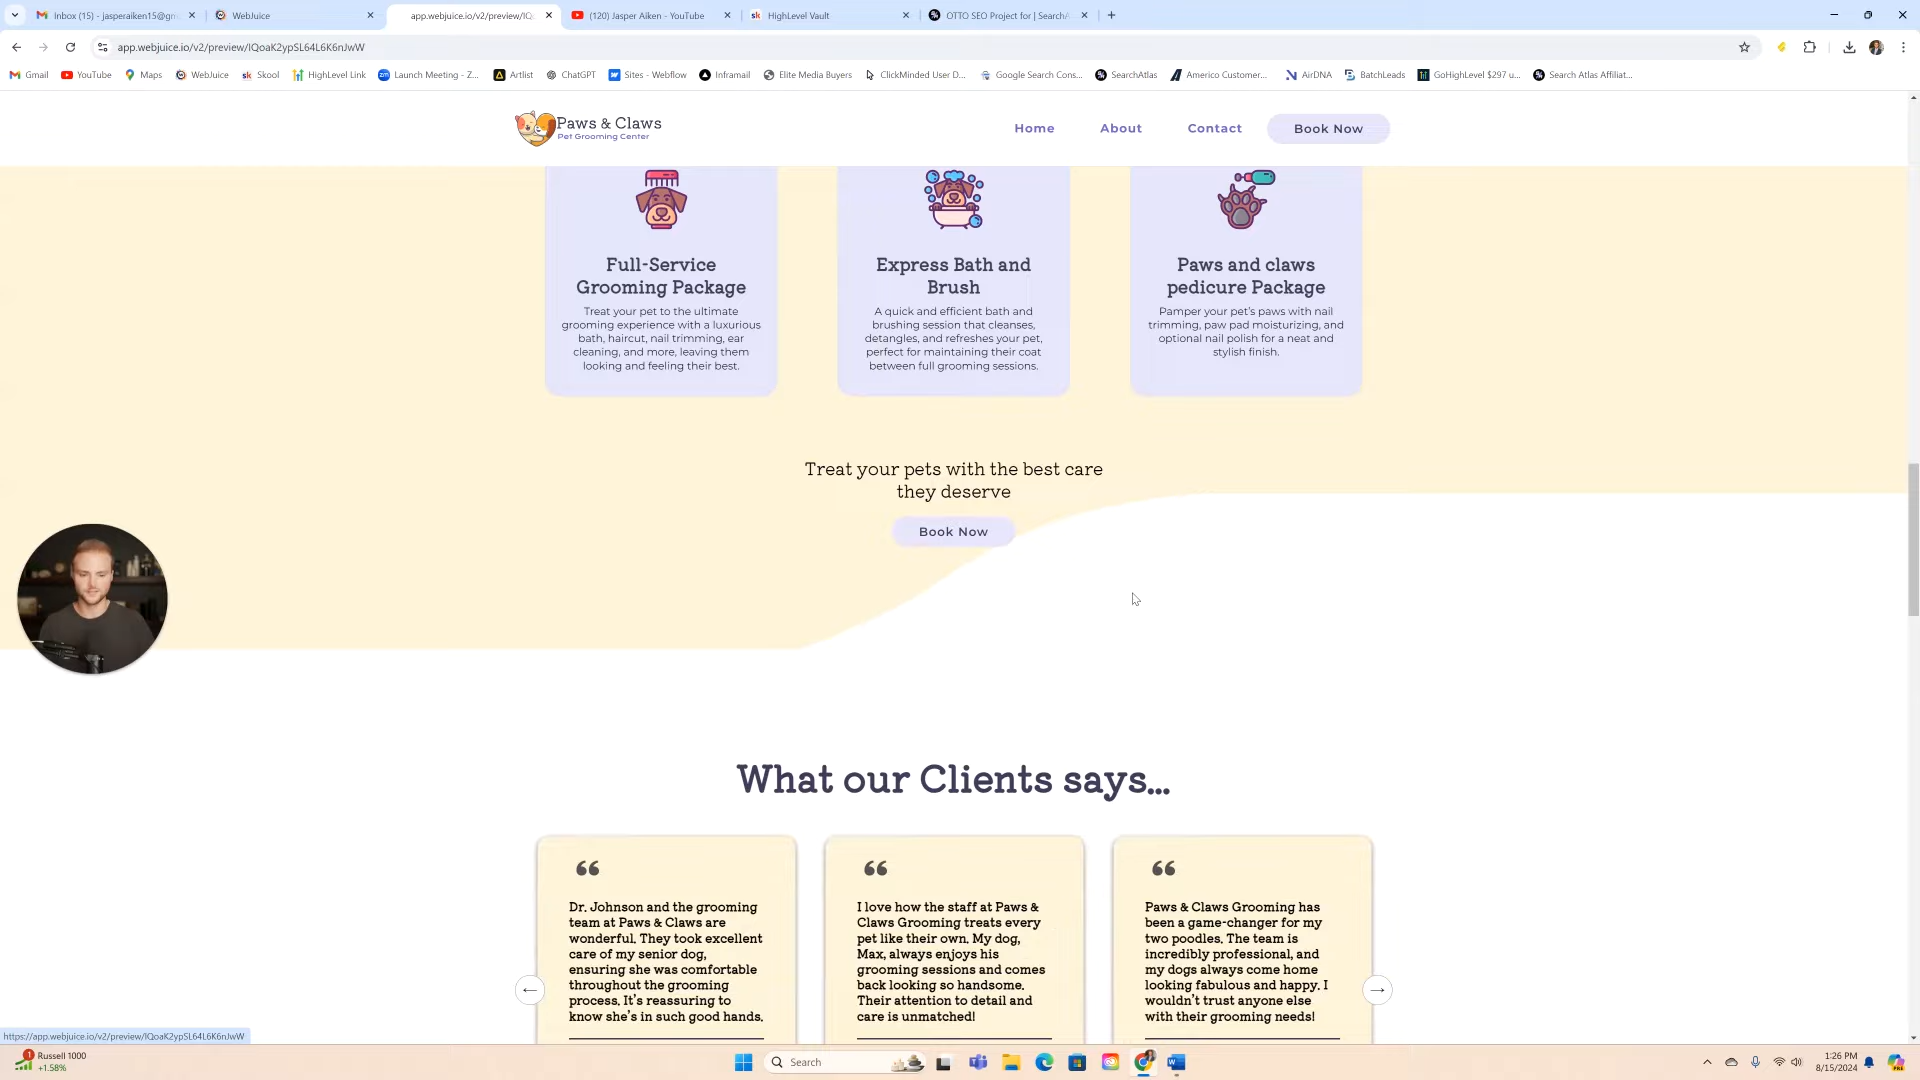 Inbox (15) - jasperaiken15@gm
WebJuice
app.webjuice.io/v2/preview/IQo
(120) Jasper Aiken - YouTube
HighLevel Vault
OTTO SEO Project for | Search
app.webjuice.io/v2/preview/IQoaK2ypSL64L6K6nJwW
Gmail
YouTube
Maps
WebJuice
Skool
HighLevel Link
Launch Meeting - Z...
Artlist
ChatGPT
Sites - Webflow
Inframail
Elite Media Buyers
ClickMinded User D...
Google Search Cons...
SearchAtlas
Americo Customer...
AirDNA
BatchLeads
GoHighLevel $297 u...
Search Atlas Affiliat...
Paws & Claws
Pet Grooming Center
Home
About
Contact
Book Now
Full-Service
Grooming Package
Treat your pet to the ultimate
grooming experience with a luxurious
bath, haircut, nail trimming, ear
cleaning, and more, leaving them
looking and feeling their best.
Express Bath and
Brush
A quick and efficient bath and
brushing session that cleanses,
detangles, and refreshes your pet,
perfect for maintaining their coat
between full grooming sessions.
Paws and claws
pedicure Package
Pamper your pet's paws with nail
trimming, paw pad moisturizing, and
optional nail polish for a neat and
stylish finish.
Treat your pets with the best care
they deserve
Book Now
What our Clients says...
Dr. Johnson and the grooming
team at Paws & Claws are
wonderful. They took excellent
care of my senior dog,
ensuring she was comfortable
throughout the grooming
process. It's reassuring to
know she's in such good hands.
I love how the staff at Paws &
Claws Grooming treats every
pet like their own. My dog,
Max, always enjoys his
grooming sessions and comes
back looking so handsome.
Their attention to detail and
care is unmatched!
Paws & Claws Grooming has
been a game-changer for my
two poodles. The team is
incredibly professional, and
my dogs always come home
looking fabulous and happy. I
wouldn't trust anyone else
with their grooming needs!
https://app.webjuice.io/v2/preview/IQoaK2ypSL64L6K6nJwW
1
Russell 1000
+1.58%
Search
1:26 PM
8/15/2024